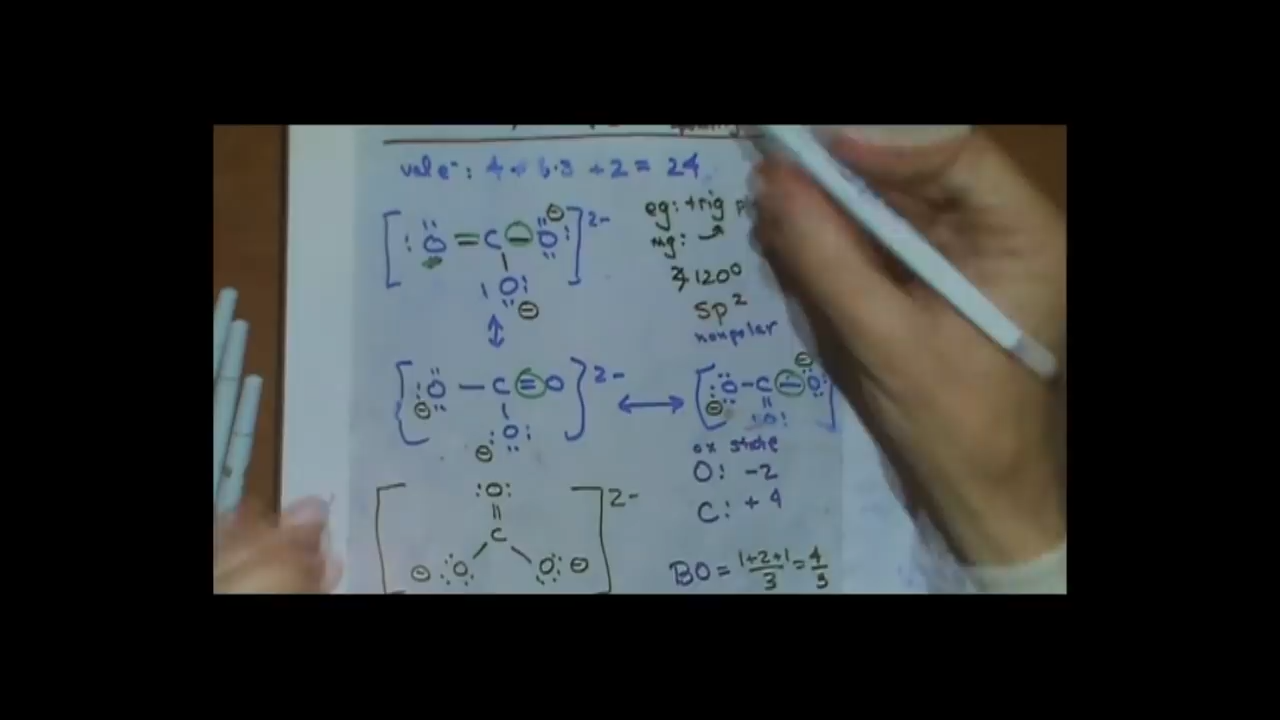 val e⁻: 4 + 6·3 + 2 = 24
eg: trig
mg:
[:Ö = C - Ö:]²⁻
O:
⊖
∡ 120°
sp²
nonpolar
[:Ö - C = O]²⁻ ↔ [:Ö - C - Ö:]
⊖ O: ⊖ :O:
ox state
O: -2
C: +4
[:O:]²⁻
||
C
⊖ :O: :O: ⊖
BO = 1+2+1/3 = 4/3